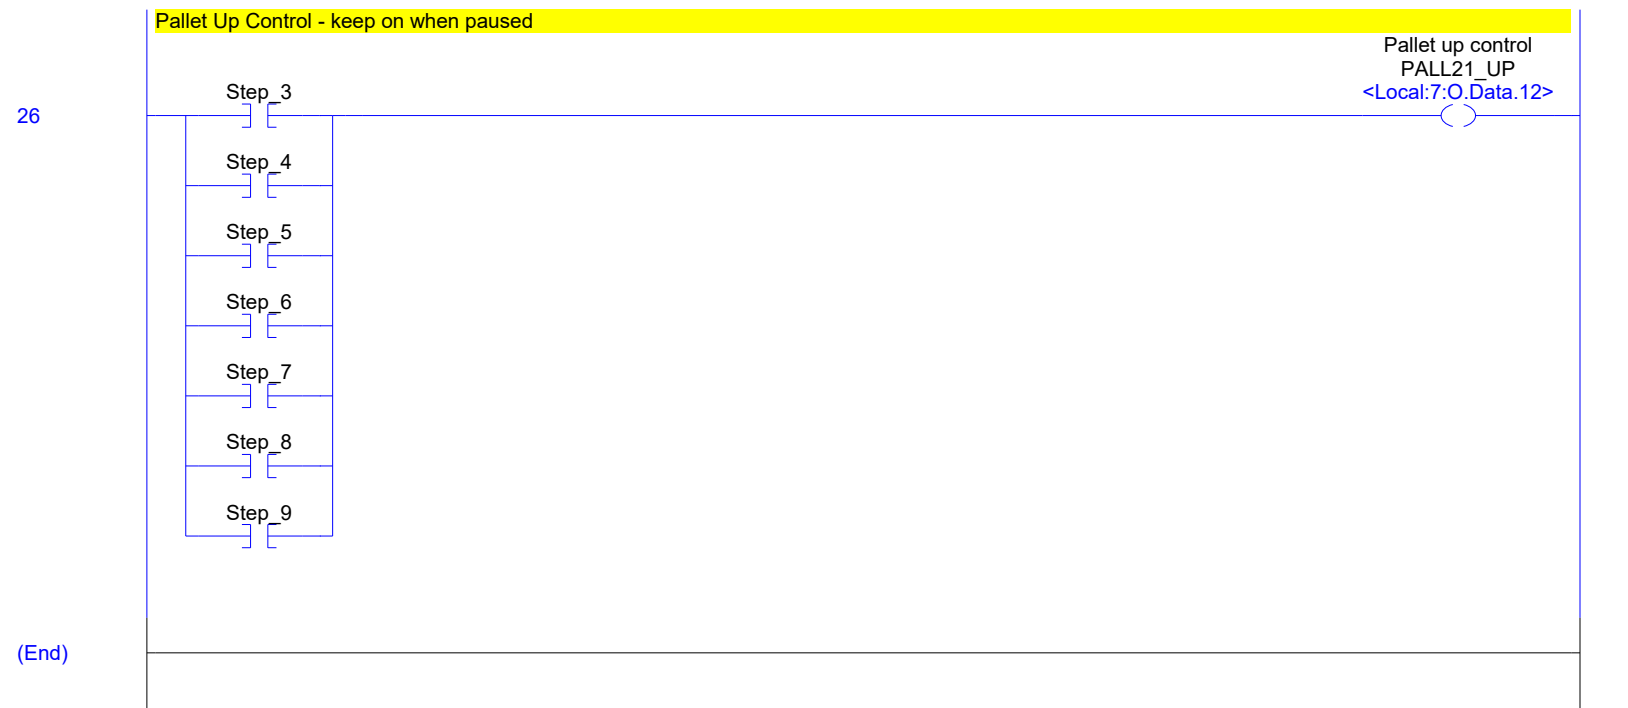 Pallet Up Control - keep on when paused
Pallet up control
PALL21_UP
<Local:7:O.Data.12>
Step_3
26
Step_4
Step_5
Step_6
Step_7
Step_8
Step_9
(End)